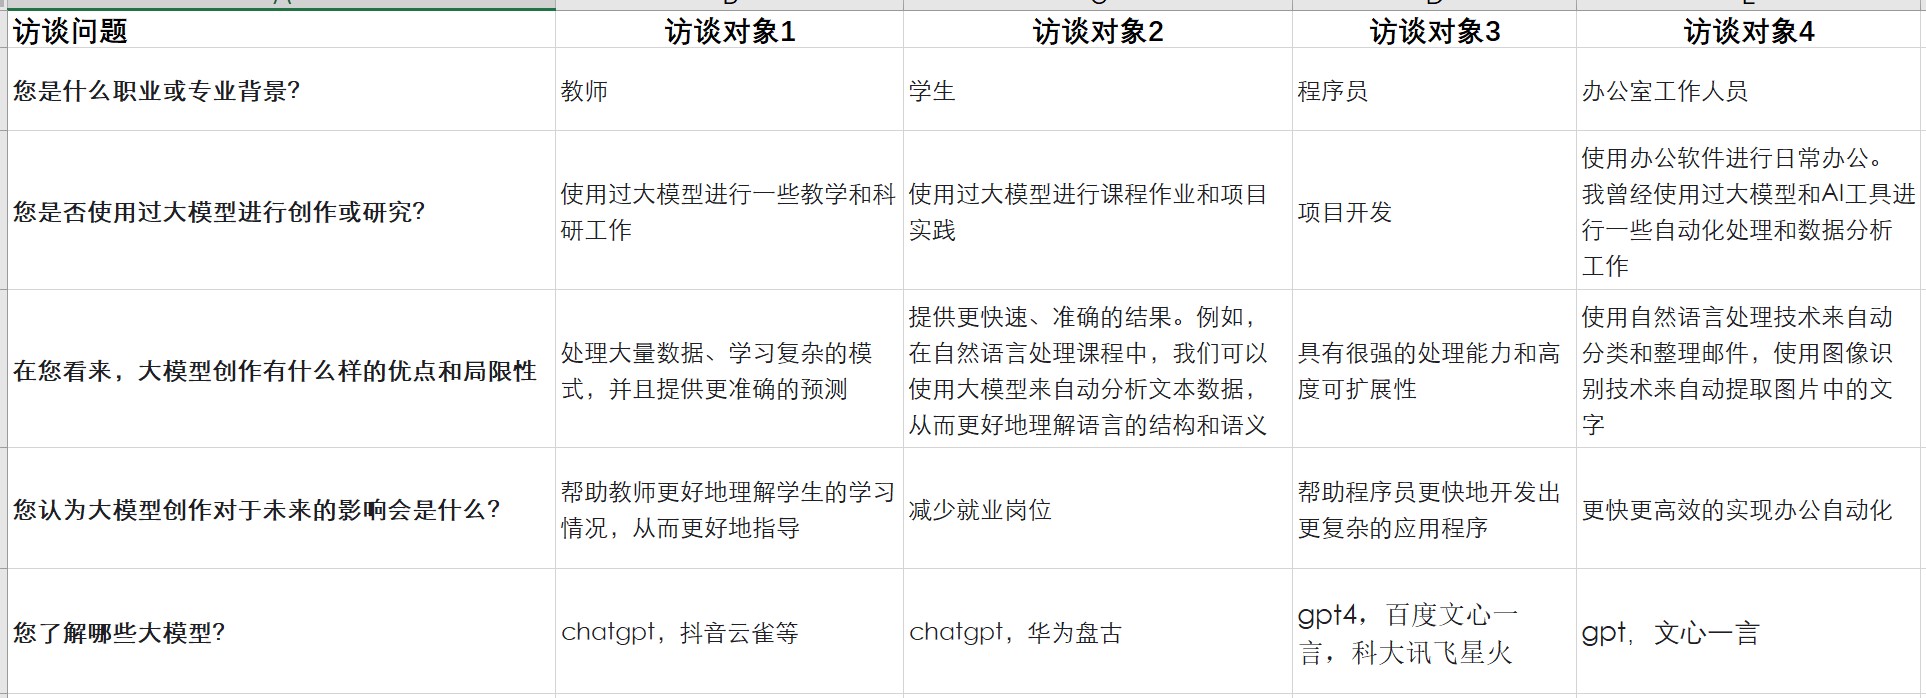 访谈问题 访谈对象1 访谈对象2 访谈对象3 访谈对象4
您是什么职业或专业背景？ 教师 学生 程序员 办公室工作人员
您是否使用过大模型进行创作或研究？
使用过大模型进行一些教学和科
研工作
使用过大模型进行课程作业和项目
实践
项目开发
使用办公软件进行日常办公。
我曾经使用过大模型和AI工具进
行一些自动化处理和数据分析
工作
在您看来，大模型创作有什么样的优点和局限性
处理大量数据、学习复杂的模
式，并且提供更准确的预测
提供更快速、准确的结果。例如，
在自然语言处理课程中，我们可以
使用大模型来自动分析文本数据，
从而更好地理解语言的结构和语义
具有很强的处理能力和高
度可扩展性
使用自然语言处理技术来自动
分类和整理邮件，使用图像识
别技术来自动提取图片中的文
字
您认为大模型创作对于未来的影响会是什么？
帮助教师更好地理解学生的学习
情况，从而更好地指导
减少就业岗位
帮助程序员更快地开发出
更复杂的应用程序
更快更高效的实现办公自动化
您了解哪些大模型？
chatgpt，抖音云雀等
chatgpt，华为盘古
gpt4，百度文心一
言，科大讯飞星火
gpt，文心一言